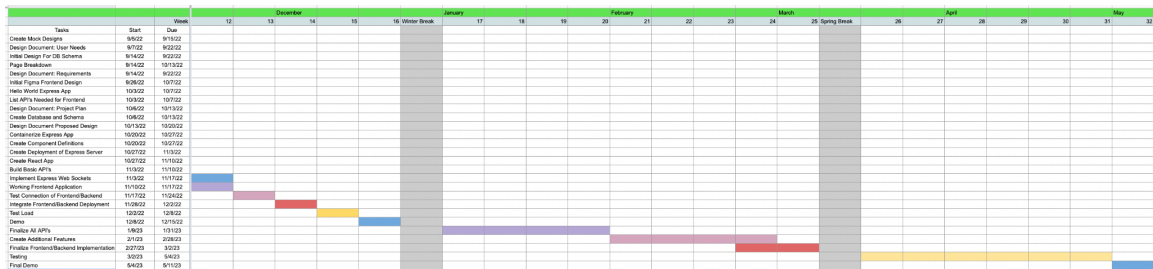 December January February March April May
Week 12 13 14 15 16 Winter Break 17 18 19 20 21 22 23 24 25 Spring Break 26 27 28 29 30 31 32
Tasks Start Due
Create Mock Designs 9/5/22 9/15/22
Design Document: User Needs 9/7/22 9/22/22
Initial Design For DB Schema 9/14/22 9/22/22
Page Breakdown 9/14/22 10/13/22
Design Document: Requirements 9/14/22 9/22/22
Initial Figma Frontend Design 9/26/22 10/7/22
Hello World Express App 10/3/22 10/7/22
List API's Needed for Frontend 10/3/22 10/7/22
Design Document: Project Plan 10/6/22 10/13/22
Create Database and Schema 10/6/22 10/13/22
Design Document Proposed Design 10/13/22 10/20/22
Containerize Express App 10/20/22 10/27/22
Create Component Definitions 10/20/22 10/27/22
Create Deployment of Express Server 10/27/22 11/3/22
Create React App 10/27/22 11/10/22
Build Basic API's 11/3/22 11/10/22
Implement Express Web Sockets 11/3/22 11/17/22
Working Frontend Application 11/10/22 11/17/22
Test Connection of Frontend/Backend 11/17/22 11/24/22
Integrate Frontend/Backend Deployment 11/28/22 12/2/22
Test Load 12/2/22 12/8/22
Demo 12/8/22 12/15/22
Finalize All API's 1/9/23 1/31/23
Create Additional Features 2/1/23 2/28/23
Finalize Frontend/Backend Implementation 2/27/23 3/2/23
Testing 3/2/23 5/4/23
Final Demo 5/4/23 5/11/23